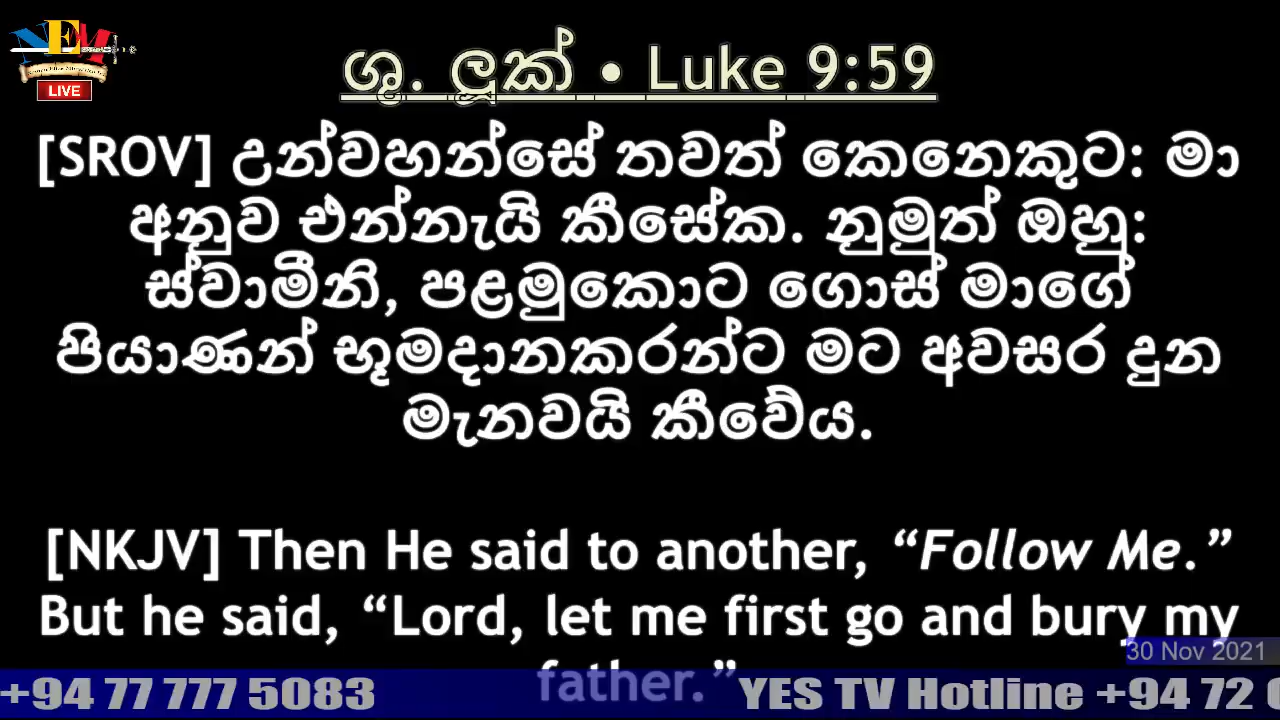 NEM
LIVE
ශු. ලූක් • Luke 9:59
[SROV] උන්වහන්සේ තවත් කෙනෙකුට: මා
අනුව එන්නැයි කීසේක. නුමුත් ඔහු:
ස්වාමීනි, පළමුකොට ගොස් මාගේ
පියාණන් භූමදානකරන්ට මට අවසර දුන
මැනවයි කීවේය.
[NKJV] Then He said to another, “Follow Me.”
But he said, “Lord, let me first go and bury my
father.”
30 Nov 2021
+94 77 777 5083 YES TV Hotline +94 72